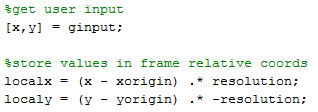 %get user input
[x,y] = ginput;
%store values in frame relative coords
localx = (x - xorigin) .* resolution;
localy = (y - yorigin) .* -resolution;